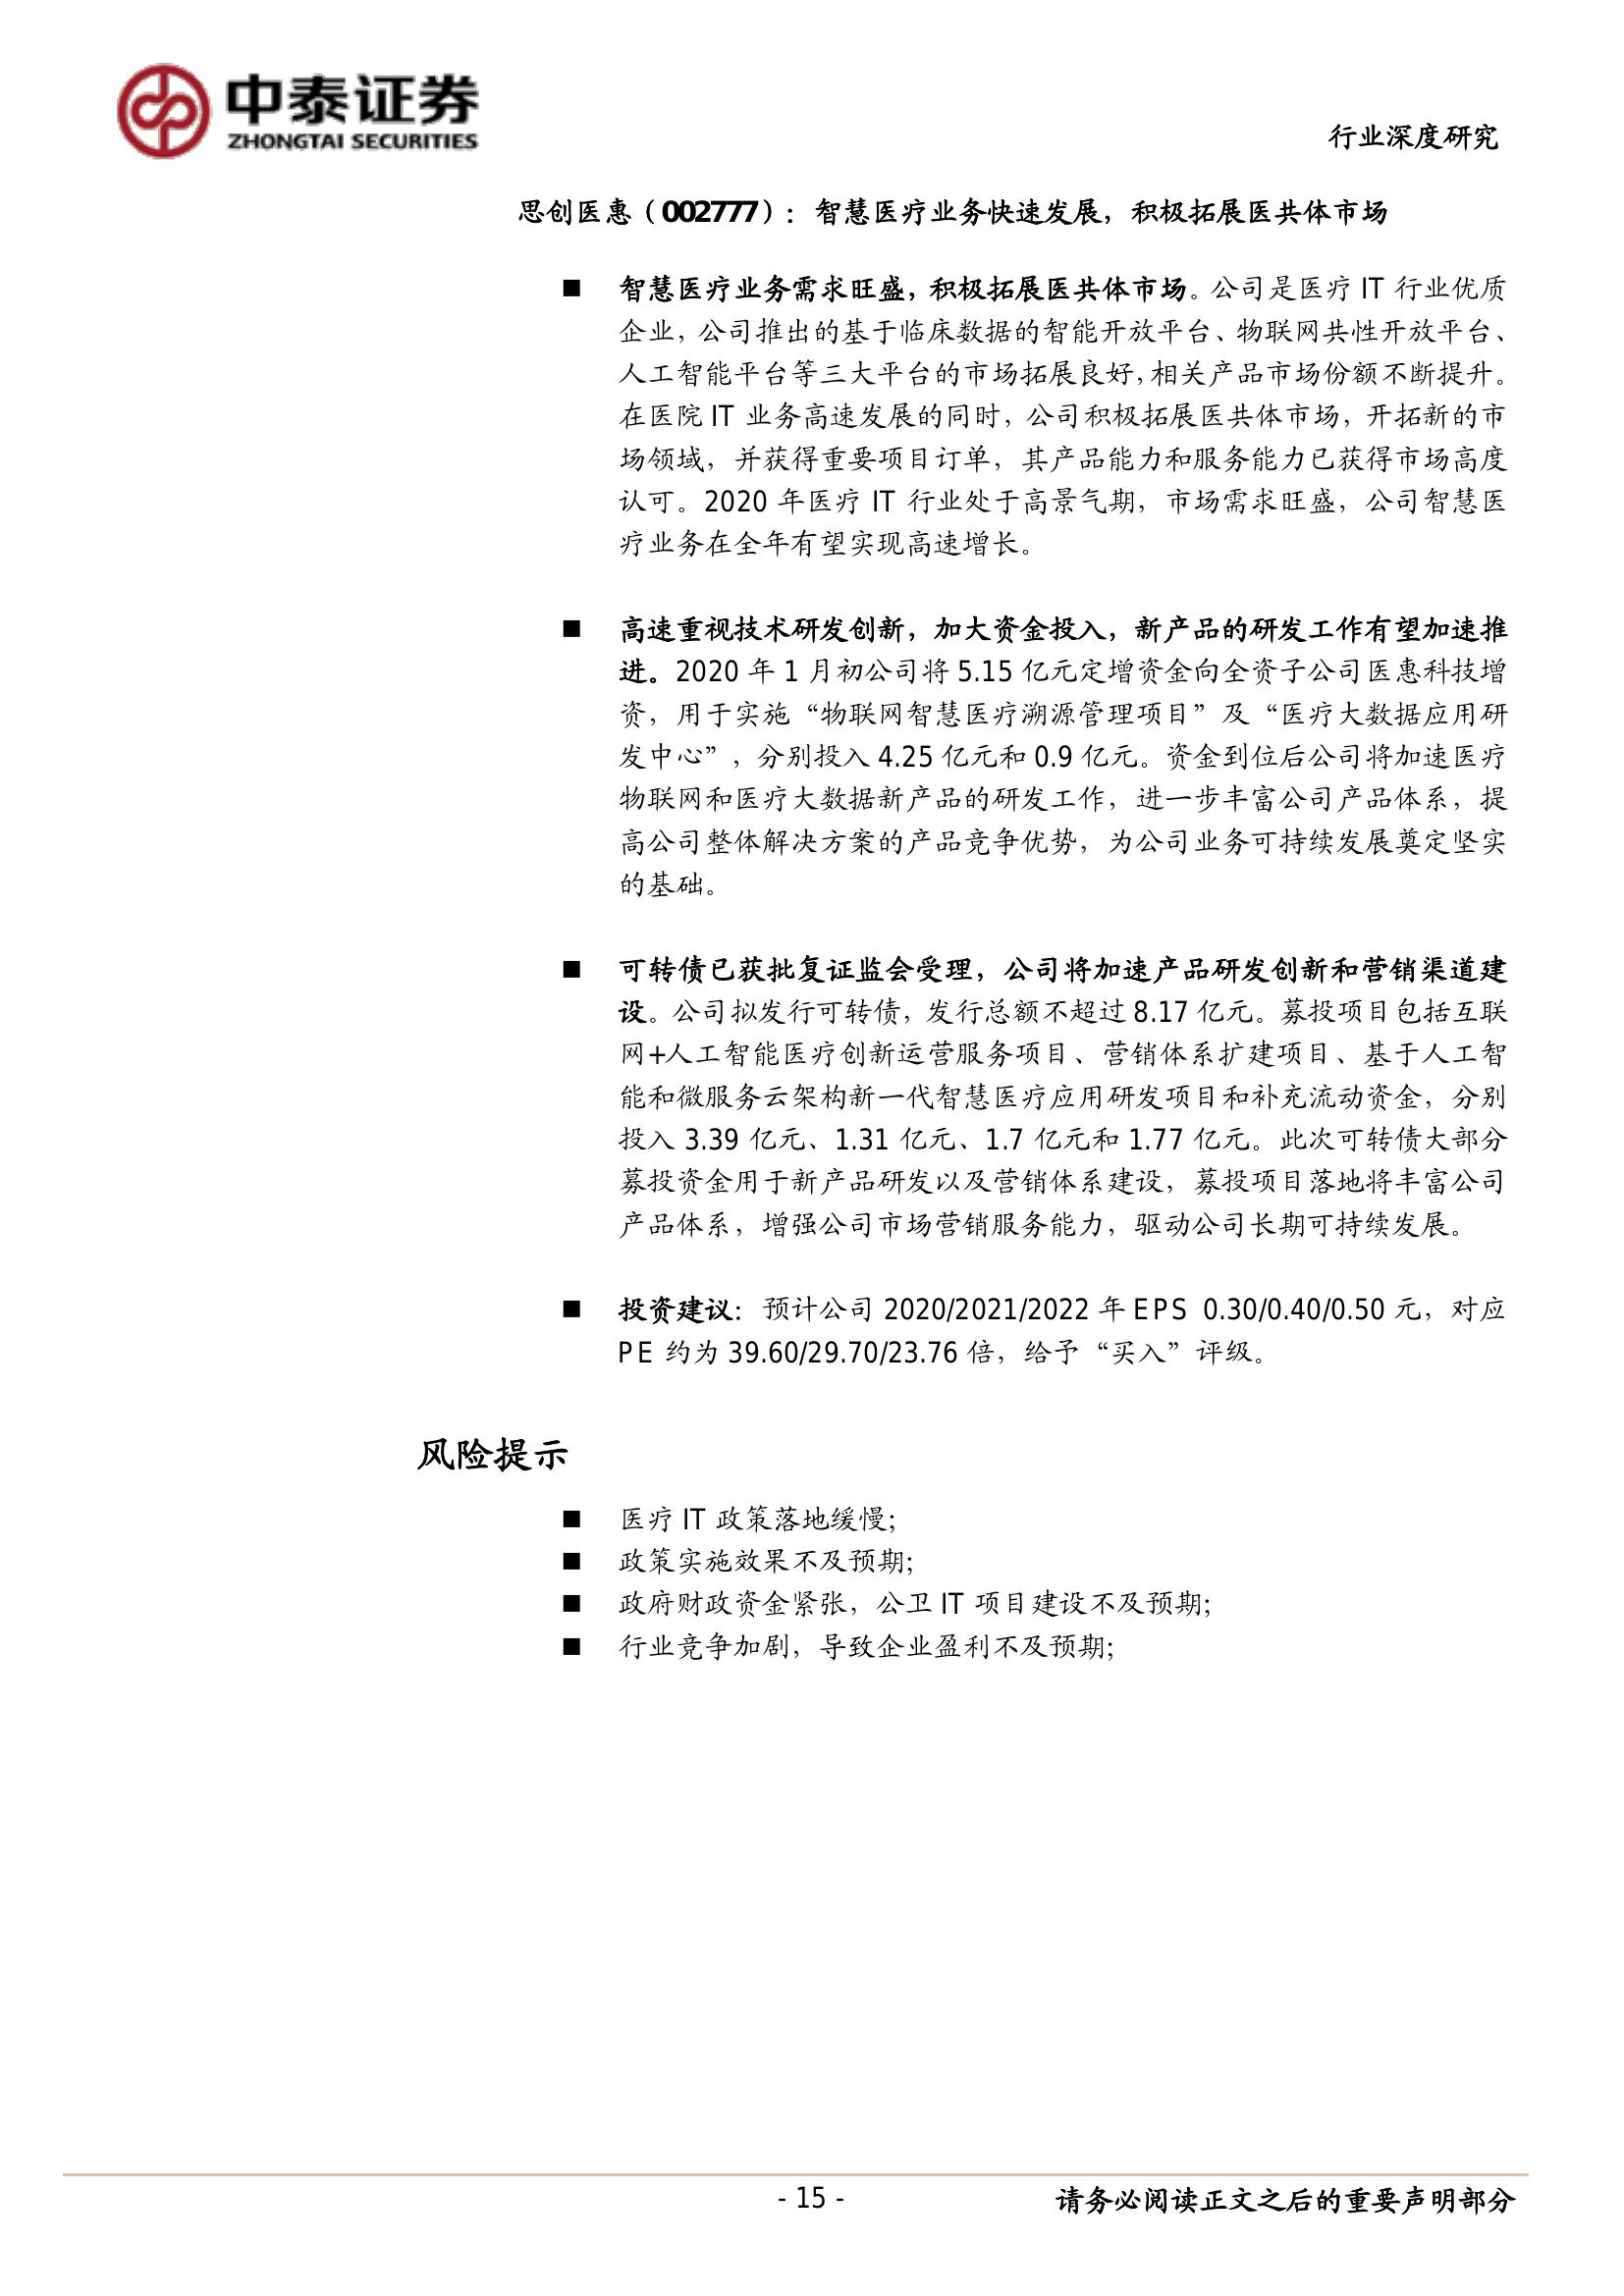 中泰证券
ZHONGTAI SECURITIES
行业深度研究
思创医惠（002777）：智慧医疗业务快速发展，积极拓展医共体市场
■ 智慧医疗业务需求旺盛，积极拓展医共体市场。公司是医疗 IT 行业优质
企业，公司推出的基于临床数据的智能开放平台、物联网共性开放平台、
人工智能平台等三大平台的市场拓展良好，相关产品市场份额不断提升。
在医院 IT 业务高速发展的同时，公司积极拓展医共体市场，开拓新的市
场领域，并获得重要项目订单，其产品能力和服务能力已获得市场高度
认可。2020 年医疗 IT 行业处于高景气期，市场需求旺盛，公司智慧医
疗业务在全年有望实现高速增长。
■ 高速重视技术研发创新，加大资金投入，新产品的研发工作有望加速推
进。2020 年 1 月初公司将 5.15 亿元定增资金向全资子公司医惠科技增
资，用于实施“物联网智慧医疗溯源管理项目”及“医疗大数据应用研
发中心”，分别投入 4.25 亿元和 0.9 亿元。资金到位后公司将加速医疗
物联网和医疗大数据新产品的研发工作，进一步丰富公司产品体系，提
高公司整体解决方案的产品竞争优势，为公司业务可持续发展奠定坚实
的基础。
■ 可转债已获批复证监会受理，公司将加速产品研发创新和营销渠道建
设。公司拟发行可转债，发行总额不超过 8.17 亿元。募投项目包括互联
网+人工智能医疗创新运营服务项目、营销体系扩建项目、基于人工智
能和微服务云架构新一代智慧医疗应用研发项目和补充流动资金，分别
投入 3.39 亿元、1.31 亿元、1.7 亿元和 1.77 亿元。此次可转债大部分
募投资金用于新产品研发以及营销体系建设，募投项目落地将丰富公司
产品体系，增强公司市场营销服务能力，驱动公司长期可持续发展。
■ 投资建议：预计公司 2020/2021/2022 年 EPS 0.30/0.40/0.50 元，对应
PE 约为 39.60/29.70/23.76 倍，给予“买入”评级。
风险提示
■ 医疗 IT 政策落地缓慢；
■ 政策实施效果不及预期；
■ 政府财政资金紧张，公卫 IT 项目建设不及预期；
■ 行业竞争加剧，导致企业盈利不及预期；
- 15 -
请务必阅读正文之后的重要声明部分